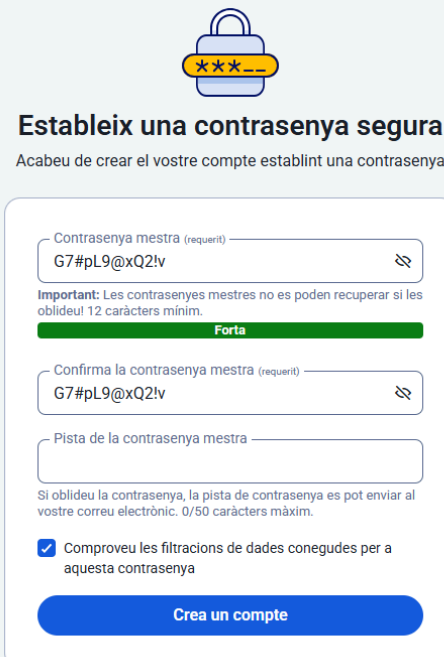 ***__
Estableix una contrasenya segura
Acabeu de crear el vostre compte establint una contrasenya
Contrasenya mestra (requerit)
G7#pL9@xQ2!v
Important: Les contrasenyes mestres no es poden recuperar si les
oblideu! 12 caràcters mínim.
Forta
Confirma la contrasenya mestra (requerit)
G7#pL9@xQ2!v
Pista de la contrasenya mestra
Si oblideu la contrasenya, la pista de contrasenya es pot enviar al
vostre correu electrònic. 0/50 caràcters màxim.
Comproveu les filtracions de dades conegudes per a
aquesta contrasenya
Crea un compte